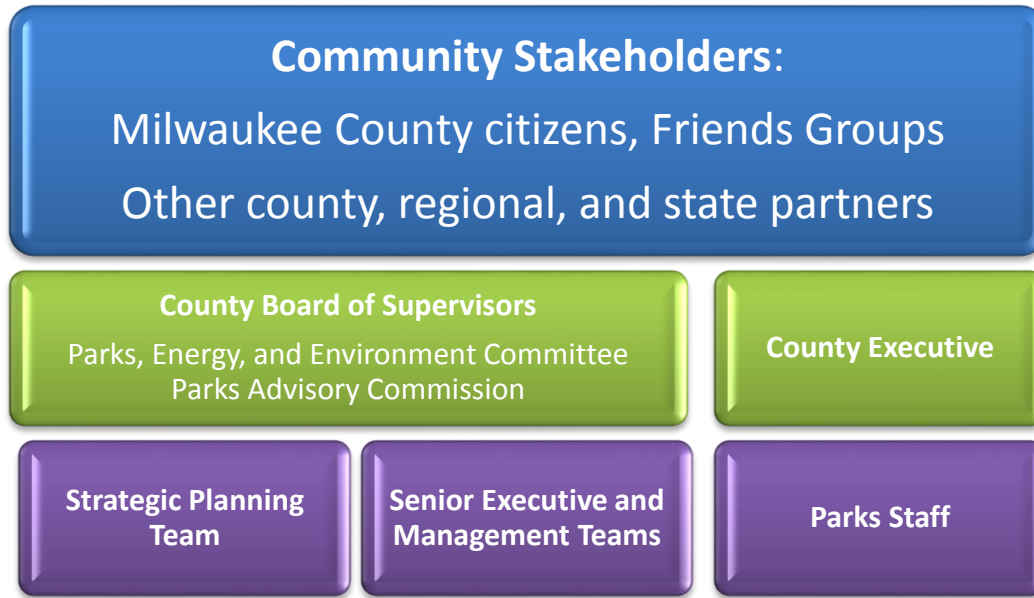 Community Stakeholders:
Milwaukee County citizens, Friends Groups
Other county, regional, and state partners
County Board of Supervisors
Parks, Energy, and Environment Committee
Parks Advisory Commission
County Executive
Strategic Planning
Team
Senior Executive and
Management Teams
Parks Staff